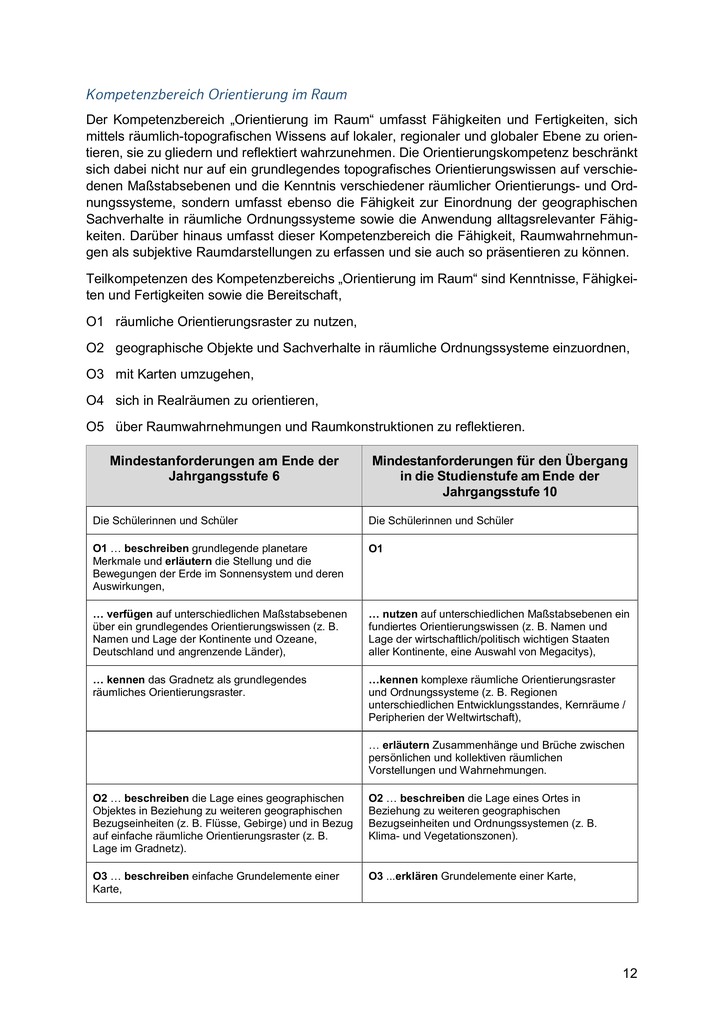 Kompetenzbereich Orientierung im Raum
Der Kompetenzbereich „Orientierung im Raum“ umfasst Fähigkeiten und Fertigkeiten, sich
mittels räumlich-topografischen Wissens auf lokaler, regionaler und globaler Ebene zu orien-
tieren, sie zu gliedern und reflektiert wahrzunehmen. Die Orientierungskompetenz beschränkt
sich dabei nicht nur auf ein grundlegendes topografisches Orientierungswissen auf verschie-
denen Maßstabsebenen und die Kenntnis verschiedener räumlicher Orientierungs- und Ord-
nungssysteme, sondern umfasst ebenso die Fähigkeit zur Einordnung der geographischen
Sachverhalte in räumliche Ordnungssysteme sowie die Anwendung alltagsrelevanter Fähig-
keiten. Darüber hinaus umfasst dieser Kompetenzbereich die Fähigkeit, Raumwahrnehmun-
gen als subjektive Raumdarstellungen zu erfassen und sie auch so präsentieren zu können.
Teilkompetenzen des Kompetenzbereichs „Orientierung im Raum“ sind Kenntnisse, Fähigkei-
ten und Fertigkeiten sowie die Bereitschaft,
O1 räumliche Orientierungsraster zu nutzen,
O2 geographische Objekte und Sachverhalte in räumliche Ordnungssysteme einzuordnen,
O3 mit Karten umzugehen,
O4 sich in Realräumen zu orientieren,
O5 über Raumwahrnehmungen und Raumkonstruktionen zu reflektieren.
Mindestanforderungen am Ende der
Jahrgangsstufe 6
Mindestanforderungen für den Übergang
in die Studienstufe am Ende der
Jahrgangsstufe 10
Die Schülerinnen und Schüler
Die Schülerinnen und Schüler
O1 … beschreiben grundlegende planetare
Merkmale und erläutern die Stellung und die
Bewegungen der Erde im Sonnensystem und deren
Auswirkungen,
O1
… verfügen auf unterschiedlichen Maßstabsebenen
über ein grundlegendes Orientierungswissen (z. B.
Namen und Lage der Kontinente und Ozeane,
Deutschland und angrenzende Länder),
… nutzen auf unterschiedlichen Maßstabsebenen ein
fundiertes Orientierungswissen (z. B. Namen und
Lage der wirtschaftlich/politisch wichtigen Staaten
aller Kontinente, eine Auswahl von Megacitys),
… kennen das Gradnetz als grundlegendes
räumliches Orientierungsraster.
…kennen komplexe räumliche Orientierungsraster
und Ordnungssysteme (z. B. Regionen
unterschiedlichen Entwicklungsstandes, Kernräume /
Peripherien der Weltwirtschaft),
… erläutern Zusammenhänge und Brüche zwischen
persönlichen und kollektiven räumlichen
Vorstellungen und Wahrnehmungen.
O2 … beschreiben die Lage eines geographischen
Objektes in Beziehung zu weiteren geographischen
Bezugseinheiten (z. B. Flüsse, Gebirge) und in Bezug
auf einfache räumliche Orientierungsraster (z. B.
Lage im Gradnetz).
O2 … beschreiben die Lage eines Ortes in
Beziehung zu weiteren geographischen
Bezugseinheiten und Ordnungssystemen (z. B.
Klima- und Vegetationszonen).
O3 … beschreiben einfache Grundelemente einer
Karte,
O3 ...erklären Grundelemente einer Karte,
12